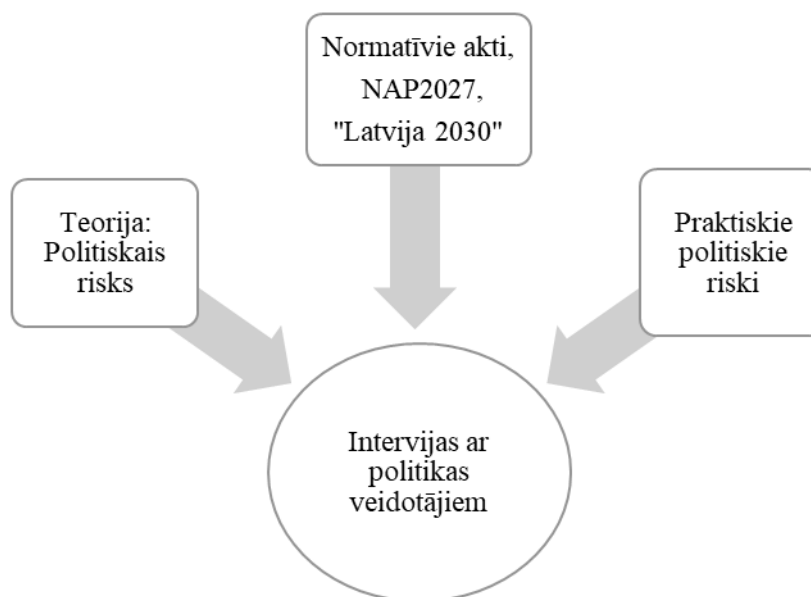 Normatīvie akti,
NAP2027,
"Latvija 2030"
Teorija:
Politiskais
risks
Praktiskie
politiskie
riski
Intervijas ar
politikas
veidotājiem